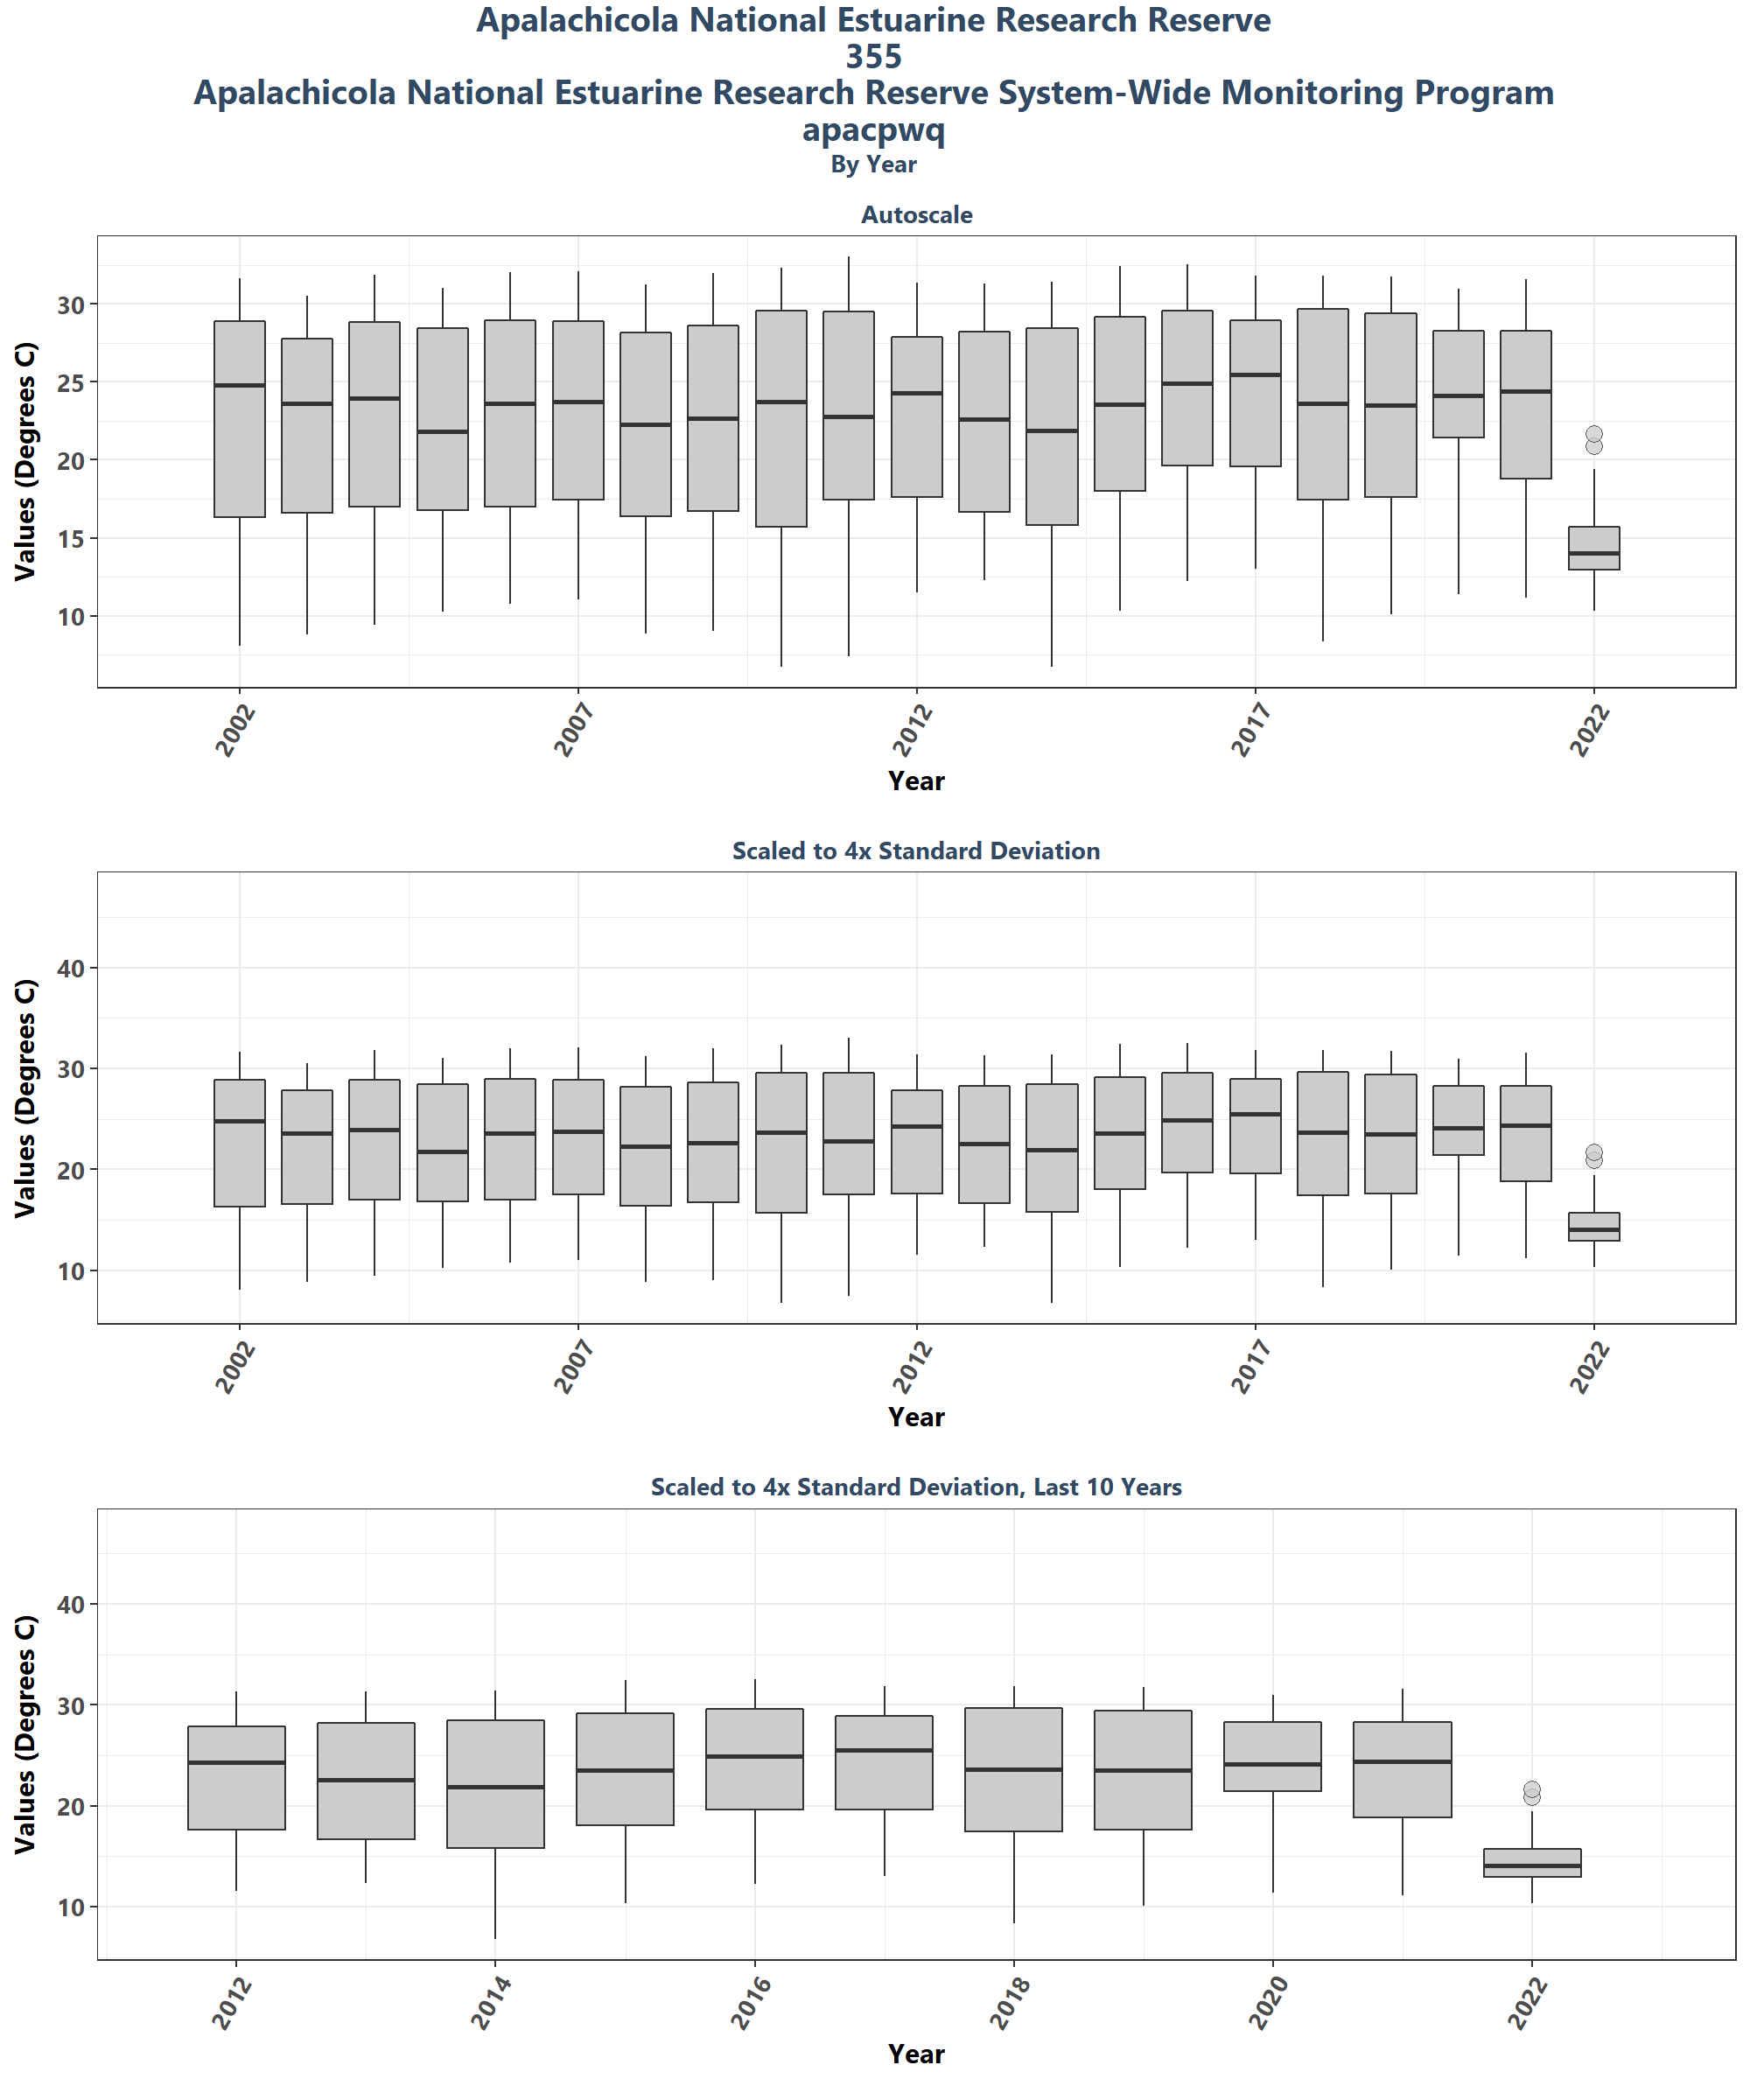 Apalachicola National Estuarine Research Reserve
355
Apalachicola National Estuarine Research Reserve System-Wide Monitoring Program
apacpwq
By Year
Autoscale
Values (Degrees C)
30
25
20
15
10
2002
2007
2012
2017
2022
Year
Scaled to 4x Standard Deviation
Values (Degrees C)
40
30
20
10
2002
2007
2012
2017
2022
Year
Scaled to 4x Standard Deviation, Last 10 Years
Values (Degrees C)
40
30
20
10
2012
2014
2016
2018
2020
2022
Year